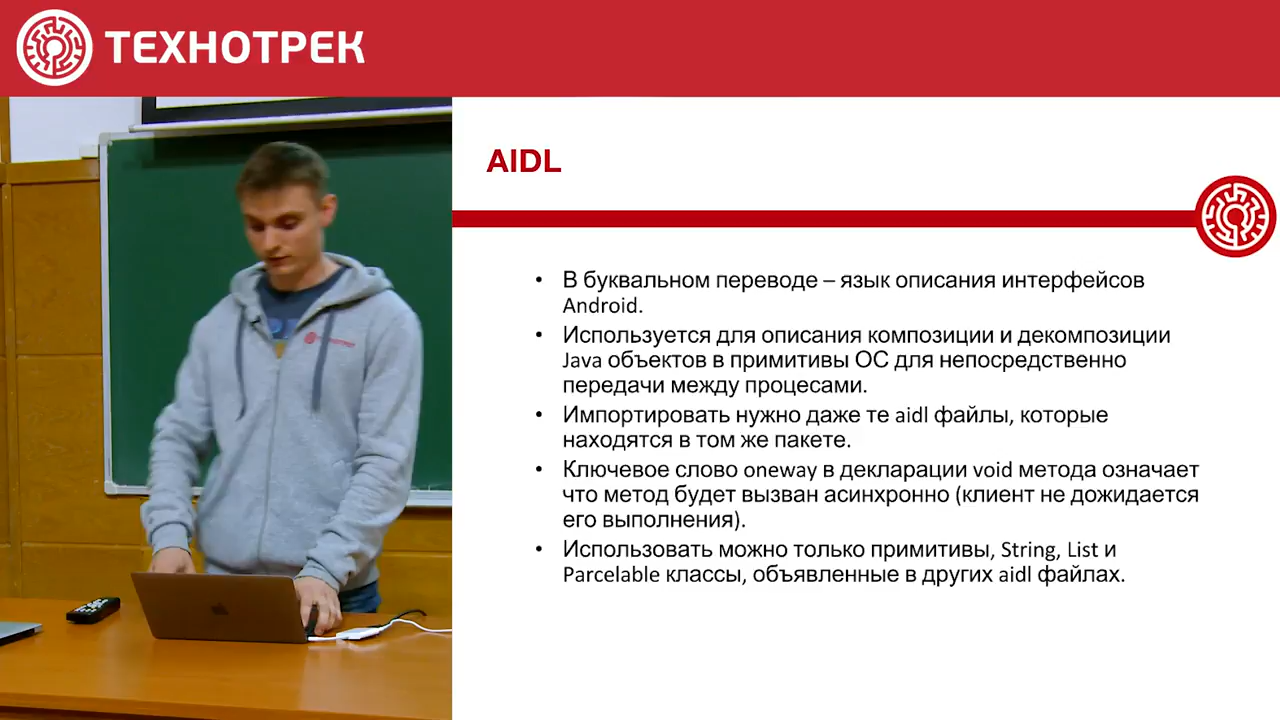 ТЕХНОТРЕК
AIDL
• В буквальном переводе – язык описания интерфейсов
Android.
• Используется для описания композиции и декомпозиции
Java объектов в примитивы ОС для непосредственно
передачи между процесами.
• Импортировать нужно даже те aidl файлы, которые
находятся в том же пакете.
• Ключевое слово oneway в декларации void метода означает
что метод будет вызван асинхронно (клиент не дожидается
его выполнения).
• Использовать можно только примитивы, String, List и
Parcelable классы, объявленные в других aidl файлах.
ТЕХНОТРЕК